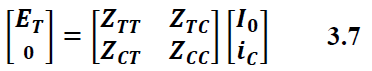 [E_T] = [Z_TT Z_TC] [I_0] 3.7
[0] [Z_CT Z_CC] [i_C]